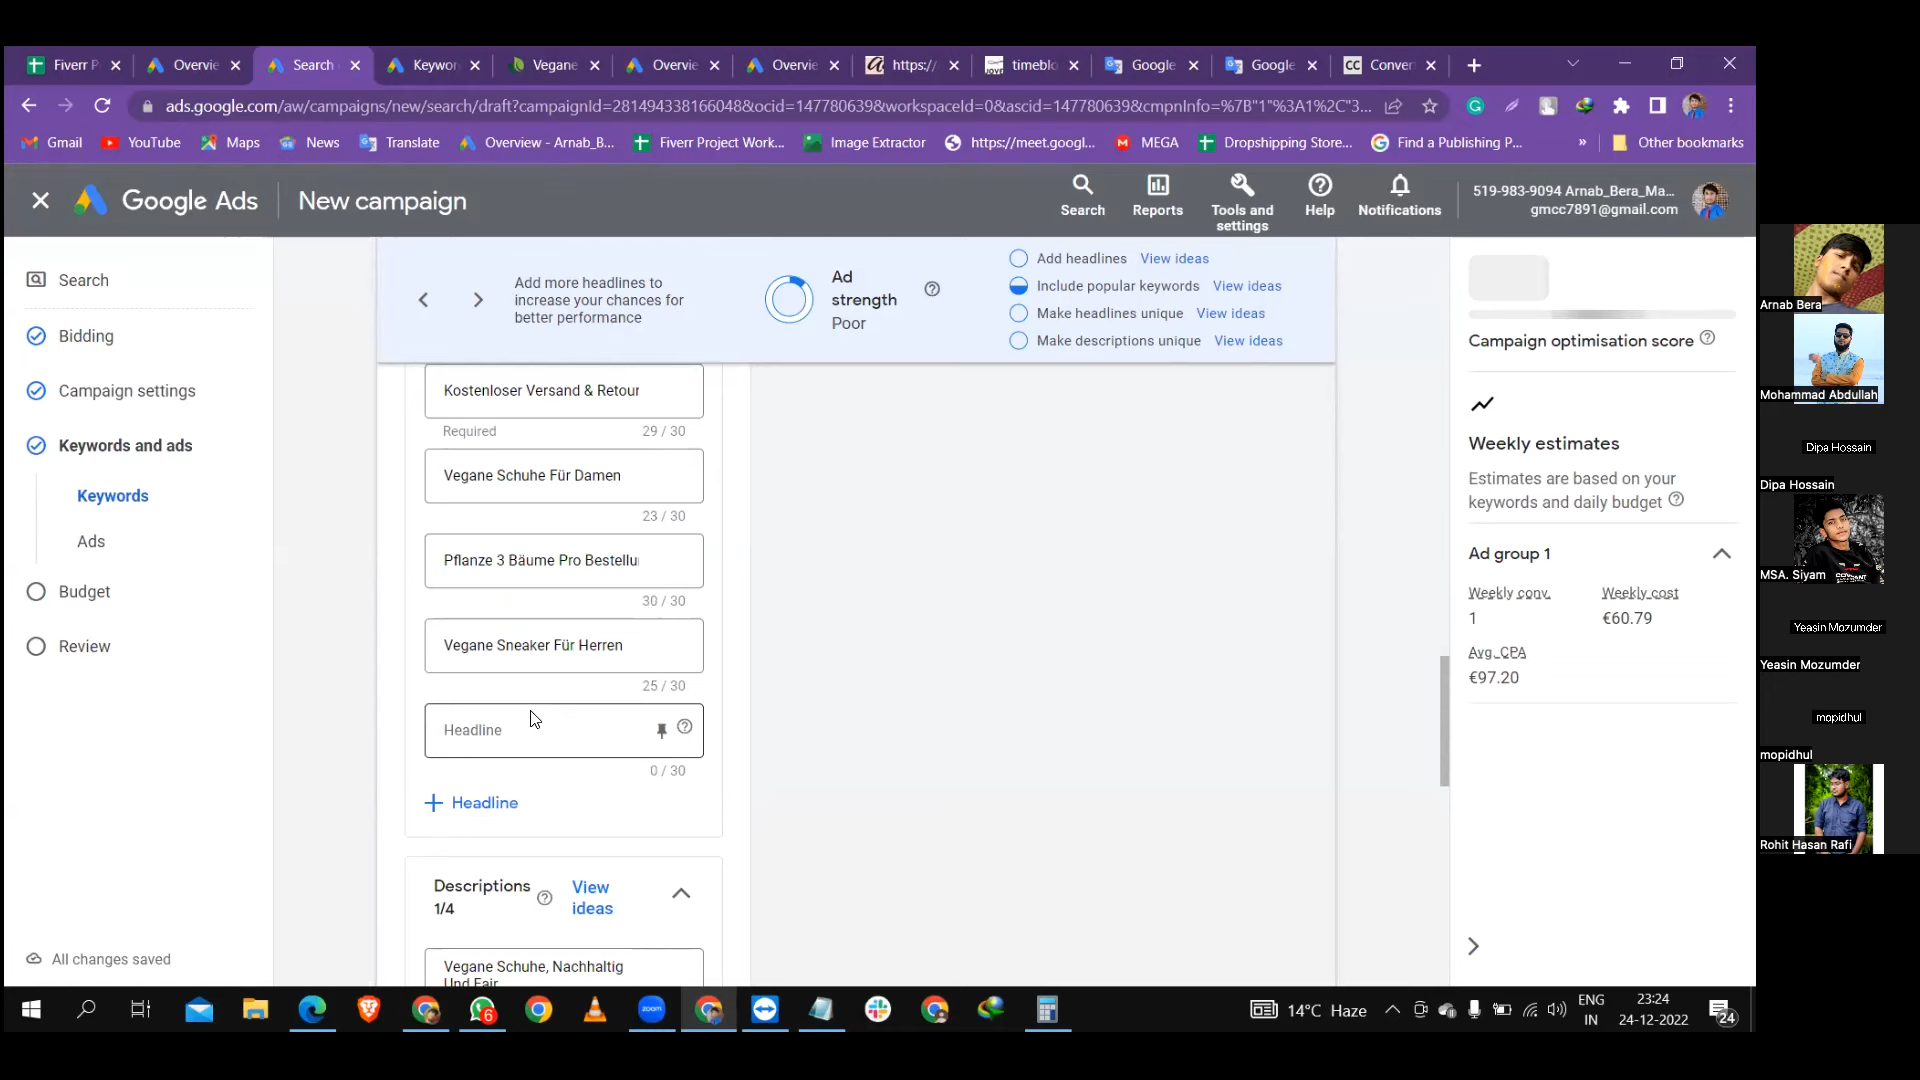 Fiverr P
Overvie
Search
Keywor
Vegane
Overvie
Overvie
https://
timeblo
Google
Google
Conver
ads.google.com/aw/campaigns/new/search/draft?campaignId=281494338166048&ocid=147780639&workspaceId=0&ascid=147780639&cmpnInfo=%7B"1"%3A1%2C"3...
Gmail
YouTube
Maps
News
Translate
Overview - Arnab_B...
Fiverr Project Work...
Image Extractor
https://meet.googl...
MEGA
Dropshipping Store...
Find a Publishing P...
»
Other bookmarks
Google Ads
New campaign
Search
Reports
Tools and
settings
Help
Notifications
519-983-9094 Arnab_Bera_Ma...
gmcc7891@gmail.com
Search
Bidding
Campaign settings
Keywords and ads
Keywords
Ads
Budget
Review
All changes saved
Add more headlines to
increase your chances for
better performance
Ad
strength
Poor
Add headlines View ideas
Include popular keywords View ideas
Make headlines unique View ideas
Make descriptions unique View ideas
Kostenloser Versand & Retour
Required 29 / 30
Vegane Schuhe Für Damen
23 / 30
Pflanze 3 Bäume Pro Bestellu
30 / 30
Vegane Sneaker Für Herren
25 / 30
Headline
0 / 30
+ Headline
Descriptions
1/4
View
ideas
Vegane Schuhe, Nachhaltig
Und Fair
Campaign optimisation score
Weekly estimates
Estimates are based on your
keywords and daily budget
Ad group 1
Weekly conv. Weekly cost
1 €60.79
Avg. CPA
€97.20
Arnab Bera
Mohammad Abdullah
Dipa Hossain
Dipa Hossain
MSA. Siyam
Yeasin Mozumder
Yeasin Mozumder
mopidhul
mopidhul
Rohit Hasan Rafi
6
zoom
14°C Haze
ENG
IN
23:24
24-12-2022
24